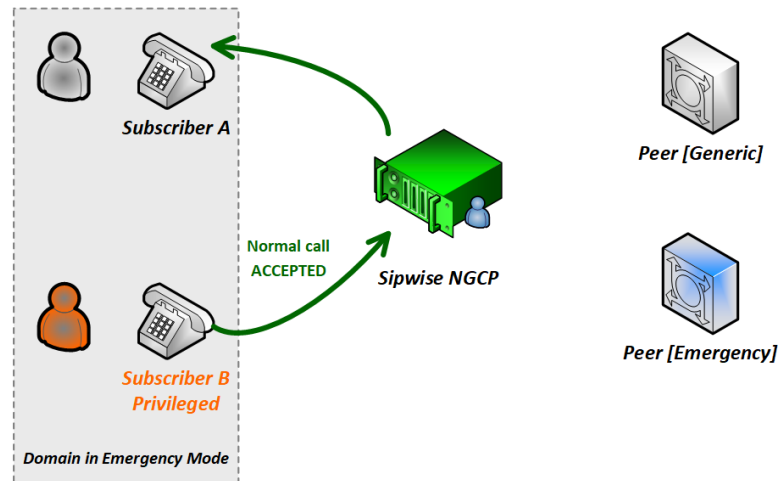 Subscriber A
Peer [Generic]
Normal call
ACCEPTED
Sipwise NGCP
Subscriber B
Privileged
Peer [Emergency]
Domain in Emergency Mode